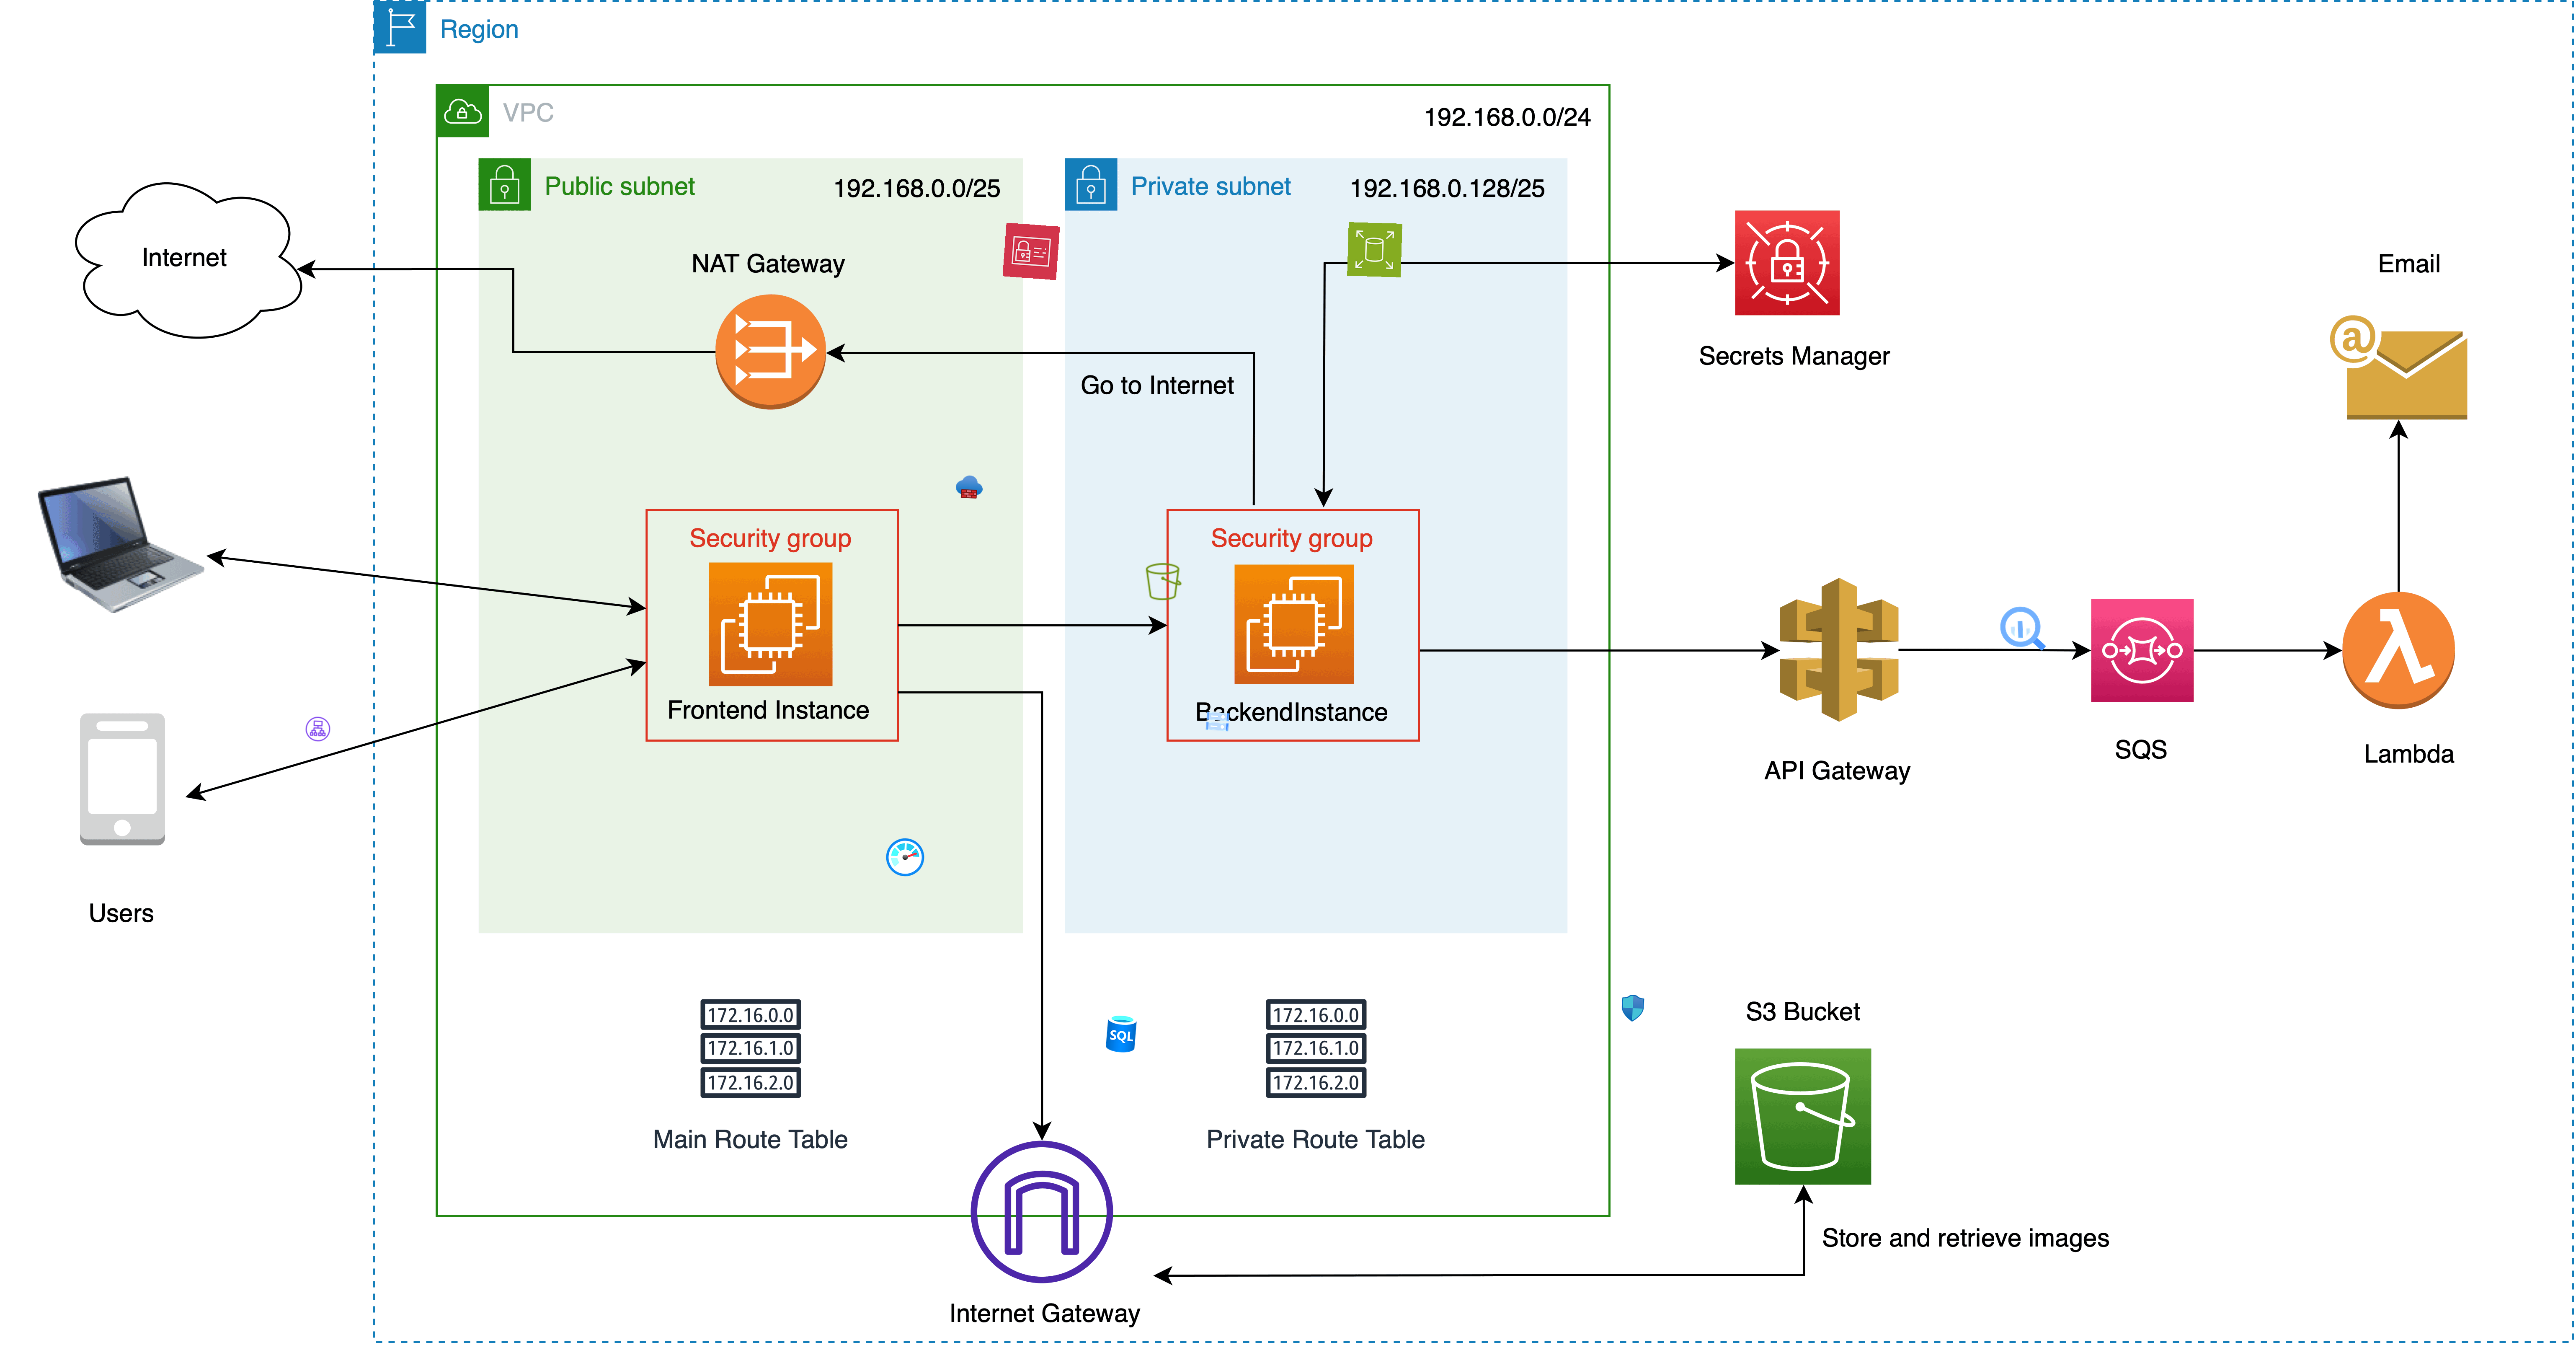 Region
VPC
192.168.0.0/24
Public subnet
192.168.0.0/25
Private subnet
192.168.0.128/25
Internet
NAT Gateway
Go to Internet
Secrets Manager
Email
@
Security group
Frontend Instance
Security group
BackendInstance
API Gateway
SQS
λ
Lambda
Users
172.16.0.0
172.16.1.0
172.16.2.0
Main Route Table
SQL
172.16.0.0
172.16.1.0
172.16.2.0
Private Route Table
S3 Bucket
Store and retrieve images
Internet Gateway